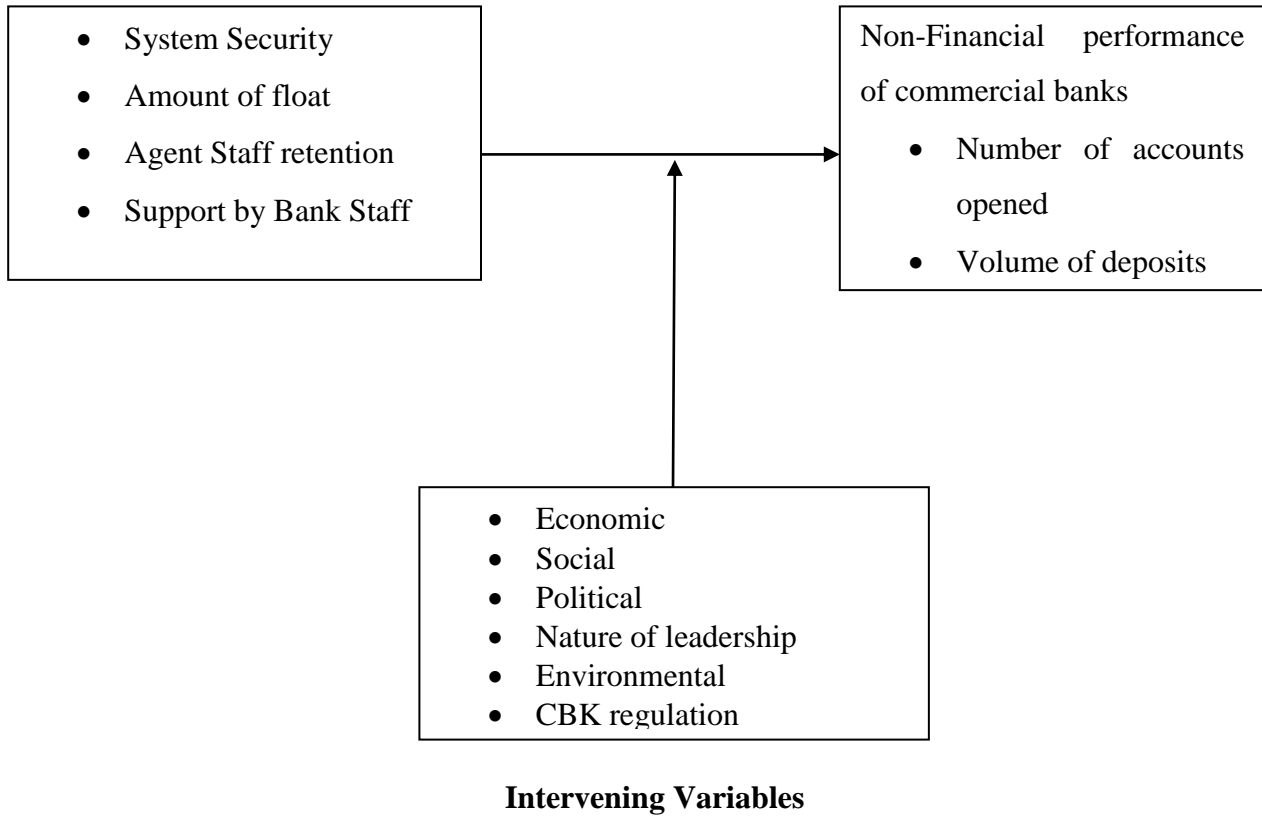 • System Security
• Amount of float
• Agent Staff retention
• Support by Bank Staff
Non-Financial performance
of commercial banks
• Number of accounts
opened
• Volume of deposits
• Economic
• Social
• Political
• Nature of leadership
• Environmental
• CBK regulation
Intervening Variables